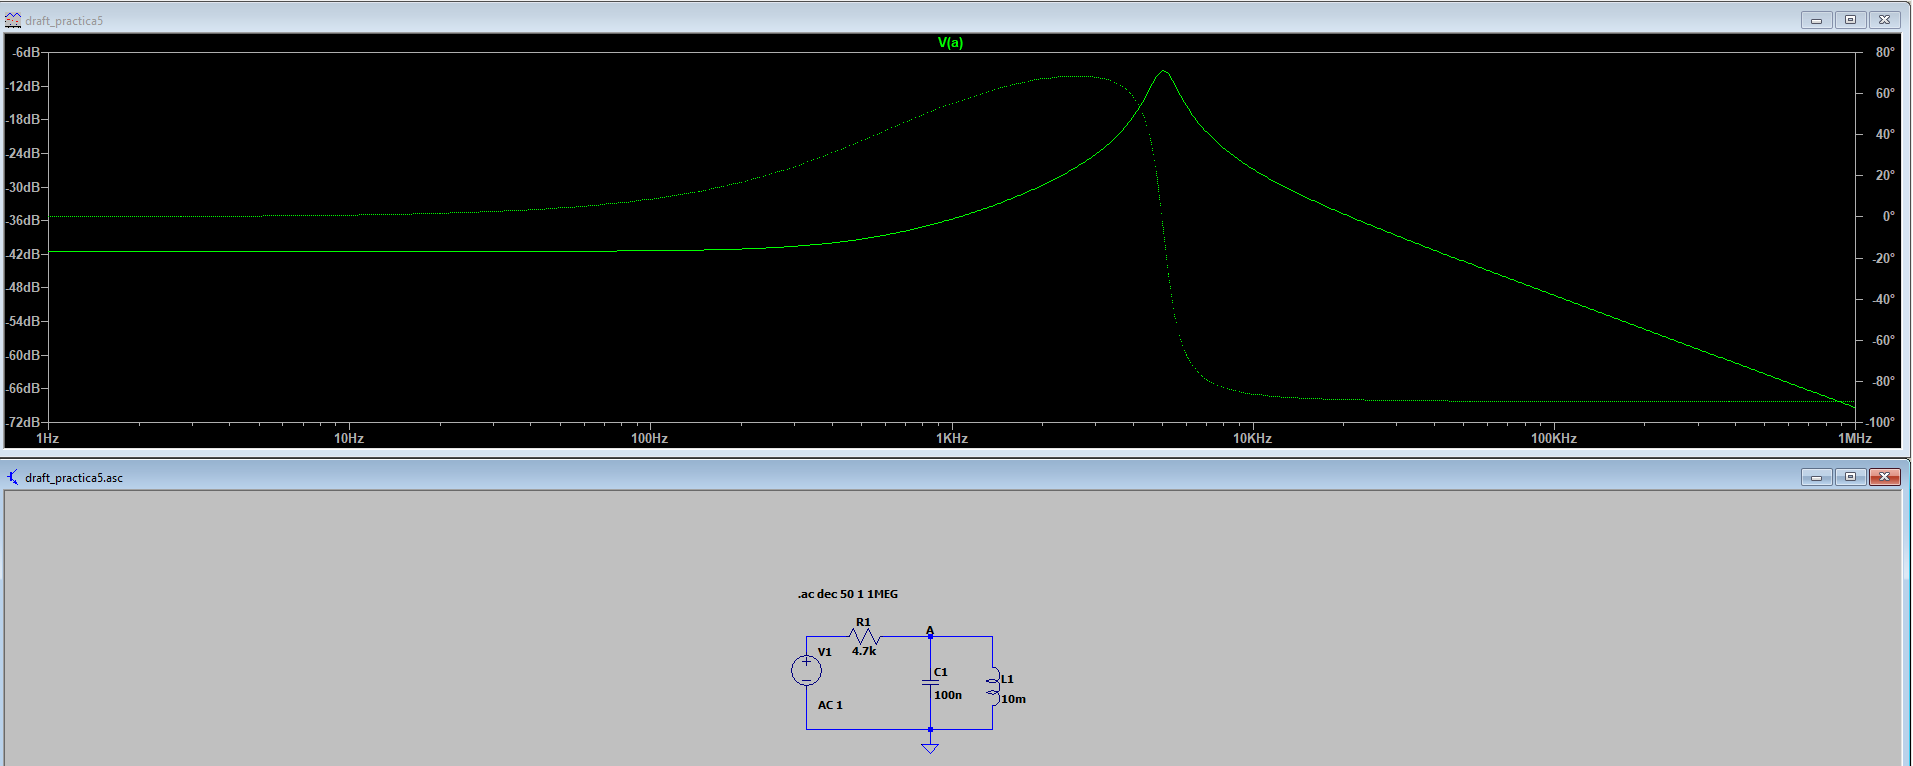 draft_practica5
V(a)
-6dB
-12dB
-18dB
-24dB
-30dB
-36dB
-42dB
-48dB
-54dB
-60dB
-66dB
-72dB
80°
60°
40°
20°
0°
-20°
-40°
-60°
-80°
-100°
1Hz 10Hz 100Hz 1KHz 10KHz 100KHz 1MHz
draft_practica5.asc
.ac dec 50 1 1MEG
R1
4.7k
A
V1
AC 1
C1
100n
L1
10m